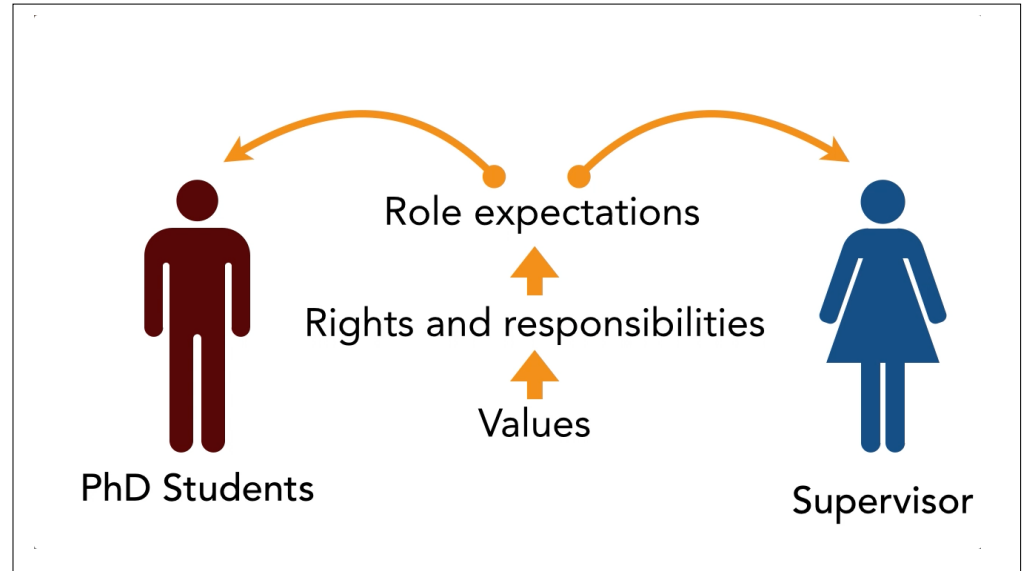 Role expectations
Rights and responsibilities
Values
PhD Students
Supervisor